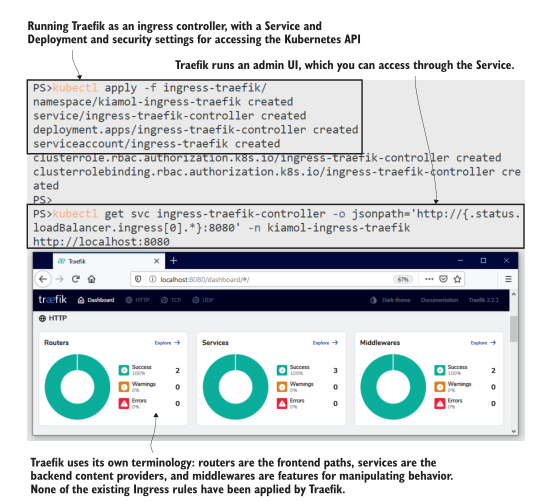 Running Traefik as an ingress controller, with a Service and
Deployment and security settings for accessing the Kubernetes API
Traefik runs an admin UI, which you can access through the Service.
PS>kubectl apply -f ingress-traefik/
namespace/kiamol-ingress-traefik created
service/ingress-traefik-controller created
deployment.apps/ingress-traefik-controller created
serviceaccount/ingress-traefik created
clusterrole.rbac.authorization.k8s.io/ingress-traefik-controller created
clusterrolebinding.rbac.authorization.k8s.io/ingress-traefik-controller cre
ated
PS>
PS>kubectl get svc ingress-traefik-controller -o jsonpath='http://{.status.
loadBalancer.ingress[0].*}:8080' -n kiamol-ingress-traefik
http://localhost:8080
Traefik
localhost:8080/dashboard/#/ 67%
træfik Dashboard HTTP TCP UDP Dark theme Documentation Traefik 2.2.1
HTTP
Routers Explore → Services Explore → Middlewares Explore →
Success 2 Success 3 Success 2
100% 100% 100%
Warnings 0 Warnings 0 Warnings 0
0% 0% 0%
Errors 0 Errors 0 Errors 0
0% 0% 0%
Traefik uses its own terminology: routers are the frontend paths, services are the
backend content providers, and middlewares are features for manipulating behavior.
None of the existing Ingress rules have been applied by Traefik.